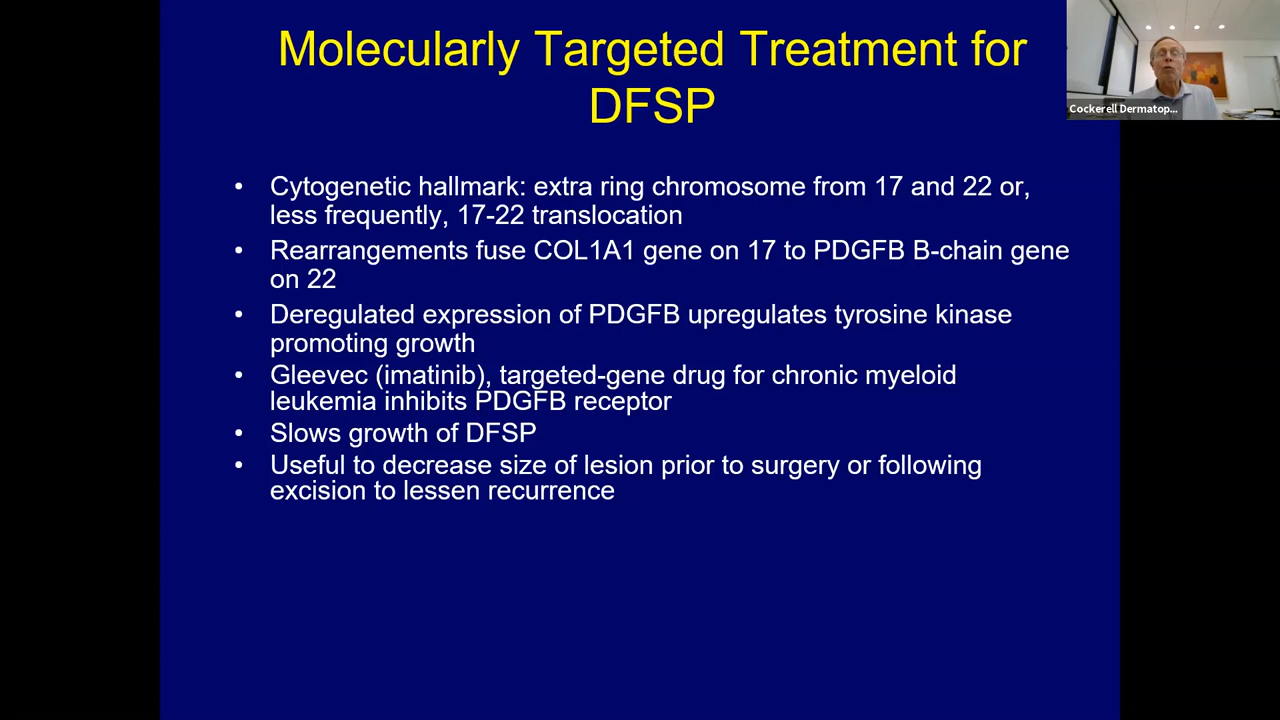 Molecularly Targeted Treatment for
DFSP
Cockerell Dermatop...
• Cytogenetic hallmark: extra ring chromosome from 17 and 22 or,
less frequently, 17-22 translocation
• Rearrangements fuse COL1A1 gene on 17 to PDGFB B-chain gene
on 22
• Deregulated expression of PDGFB upregulates tyrosine kinase
promoting growth
• Gleevec (imatinib), targeted-gene drug for chronic myeloid
leukemia inhibits PDGFB receptor
• Slows growth of DFSP
• Useful to decrease size of lesion prior to surgery or following
excision to lessen recurrence